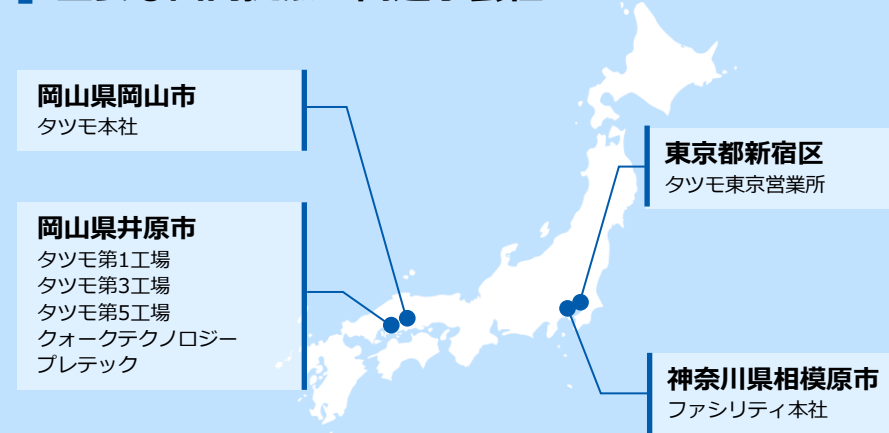 岡山県岡山市
タツモ本社
岡山県井原市
タツモ第1工場
タツモ第3工場
タツモ第5工場
クォークテクノロジー
プレテック
東京都新宿区
タツモ東京営業所
神奈川県相模原市
ファシリティ本社